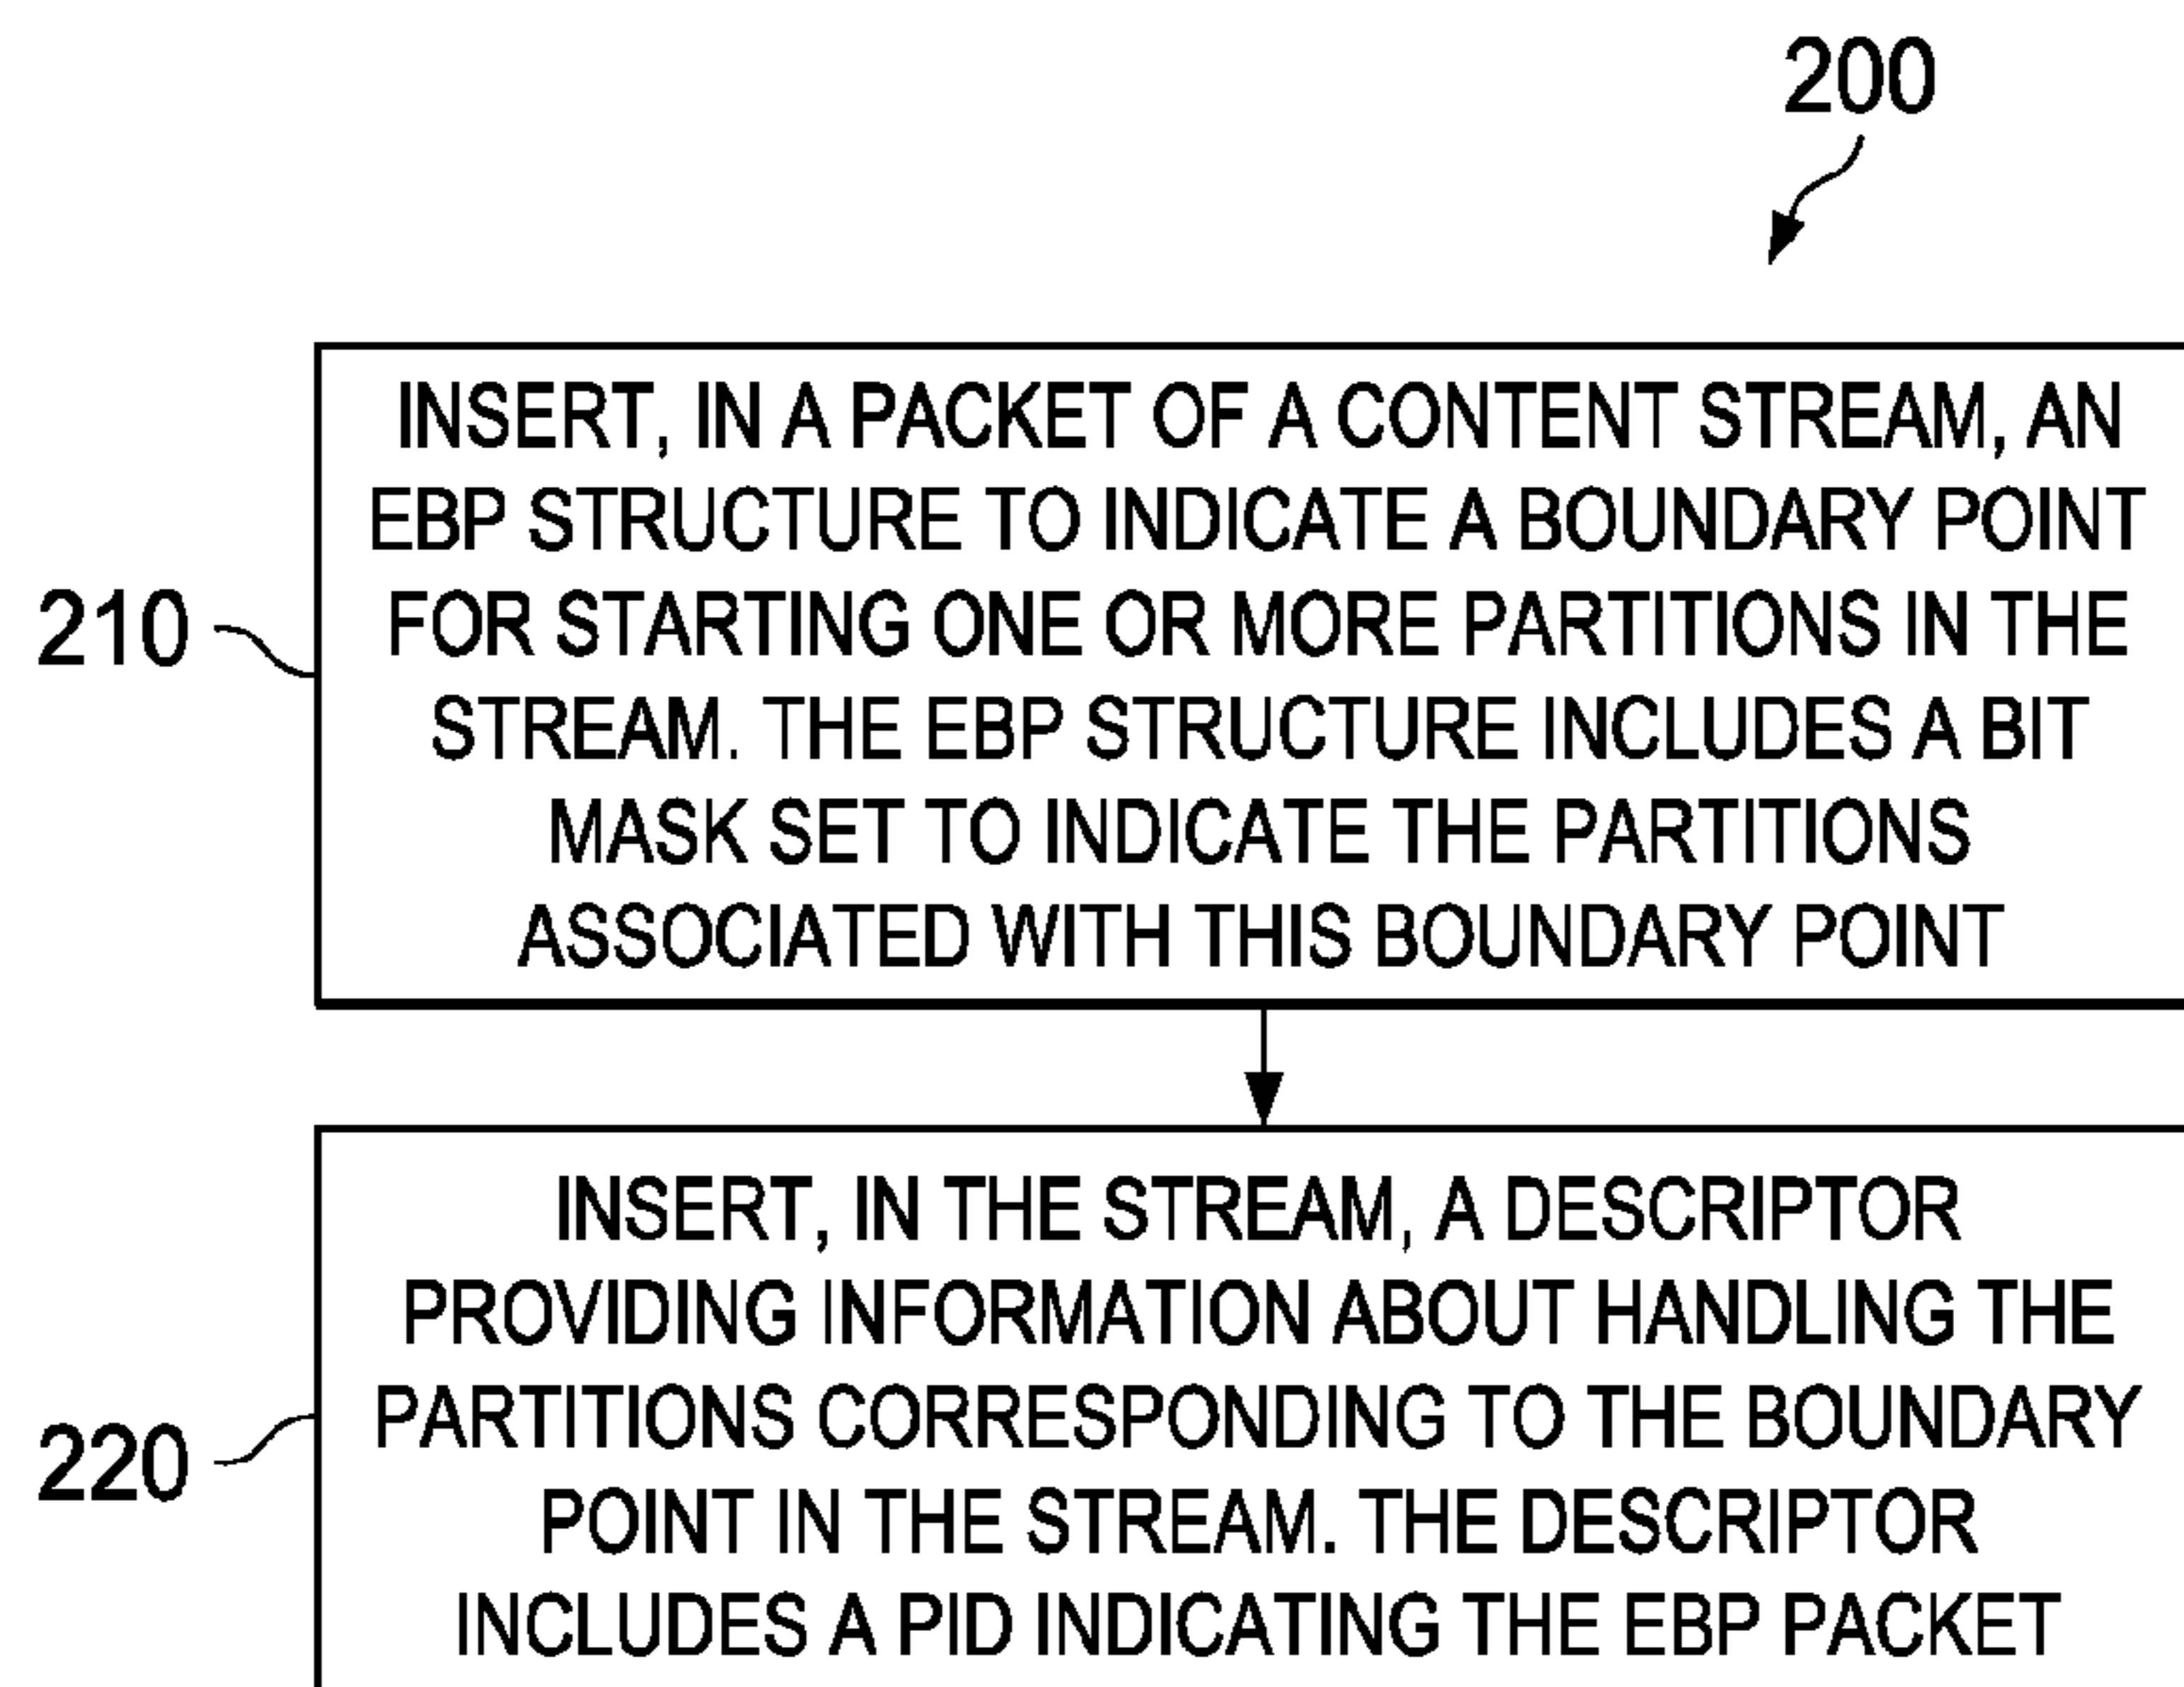 200
INSERT, IN A PACKET OF A CONTENT STREAM, AN
EBP STRUCTURE TO INDICATE A BOUNDARY POINT
FOR STARTING ONE OR MORE PARTITIONS IN THE
STREAM. THE EBP STRUCTURE INCLUDES A BIT
MASK SET TO INDICATE THE PARTITIONS
ASSOCIATED WITH THIS BOUNDARY POINT
210
INSERT, IN THE STREAM, A DESCRIPTOR
PROVIDING INFORMATION ABOUT HANDLING THE
PARTITIONS CORRESPONDING TO THE BOUNDARY
POINT IN THE STREAM. THE DESCRIPTOR
INCLUDES A PID INDICATING THE EBP PACKET
220